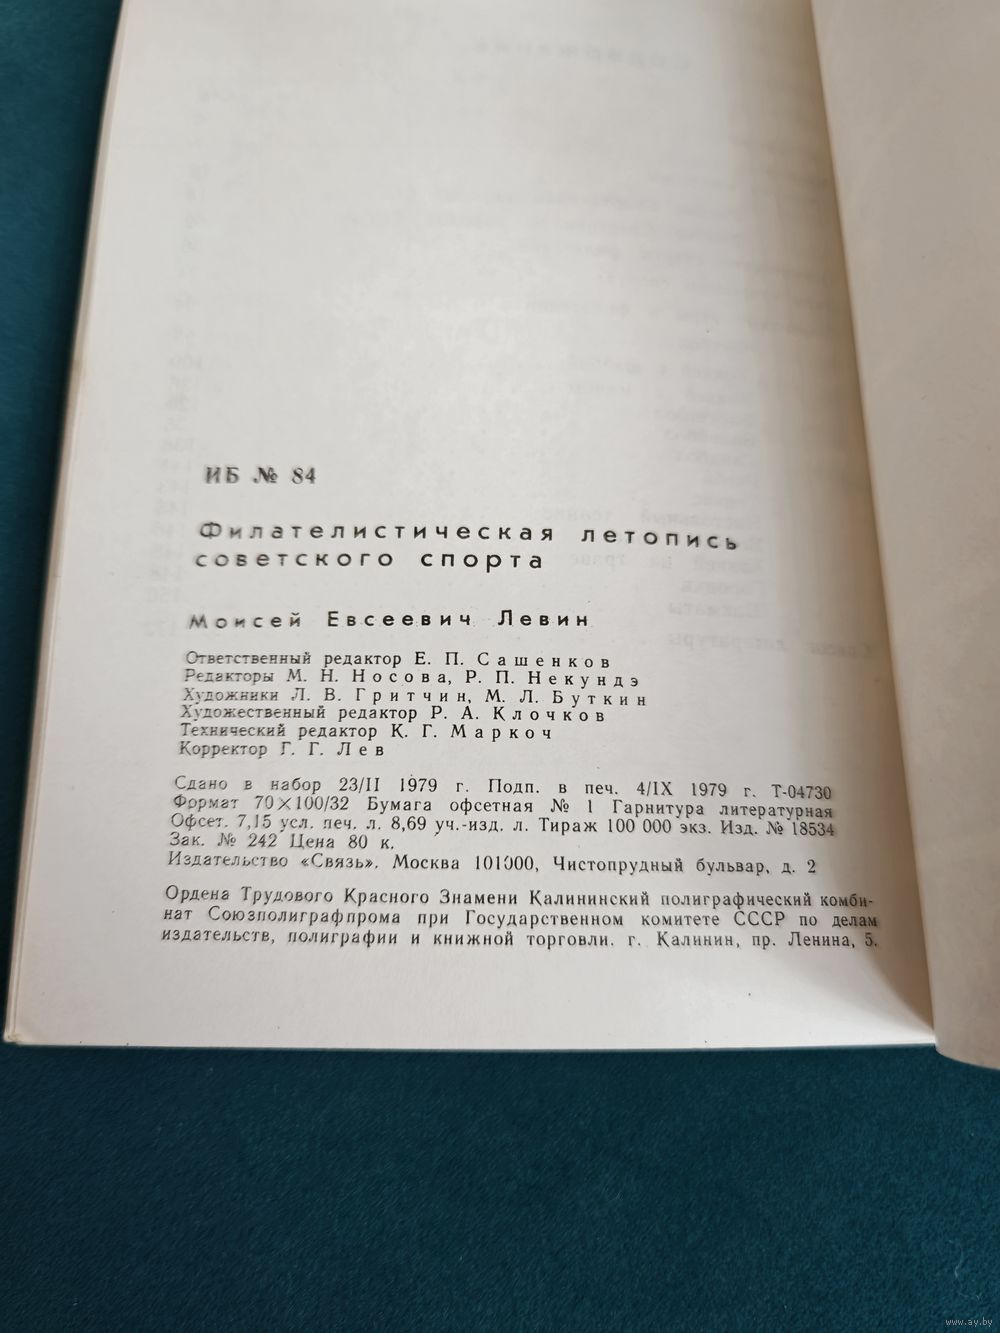 ИБ № 84
Филателистическая летопись
советского спорта
Моисей Евсеевич Левин
Ответственный редактор Е. П. Сашенков
Редакторы М. Н. Носова, Р. П. Некундэ
Художники Л. В. Гритчин, М. Л. Буткин
Художественный редактор Р. А. Клочков
Технический редактор К. Г. Маркоч
Корректор Г. Г. Лев
Сдано в набор 23/II 1979 г. Подп. в печ. 4/IX 1979 г. Т-04730
Формат 70×100/32 Бумага офсетная № 1 Гарнитура литературная
Офсет. 7,15 усл. печ. л. 8,69 уч.-изд. л. Тираж 100 000 экз. Изд. № 18534
Зак. № 242 Цена 80 к.
Издательство «Связь». Москва 101000, Чистопрудный бульвар, д. 2
Ордена Трудового Красного Знамени Калининский полиграфический комби-
нат Союзполиграфпрома при Государственном комитете СССР по делам
издательств, полиграфии и книжной торговли. г. Калинин, пр. Ленина, 5.
www.ay.by